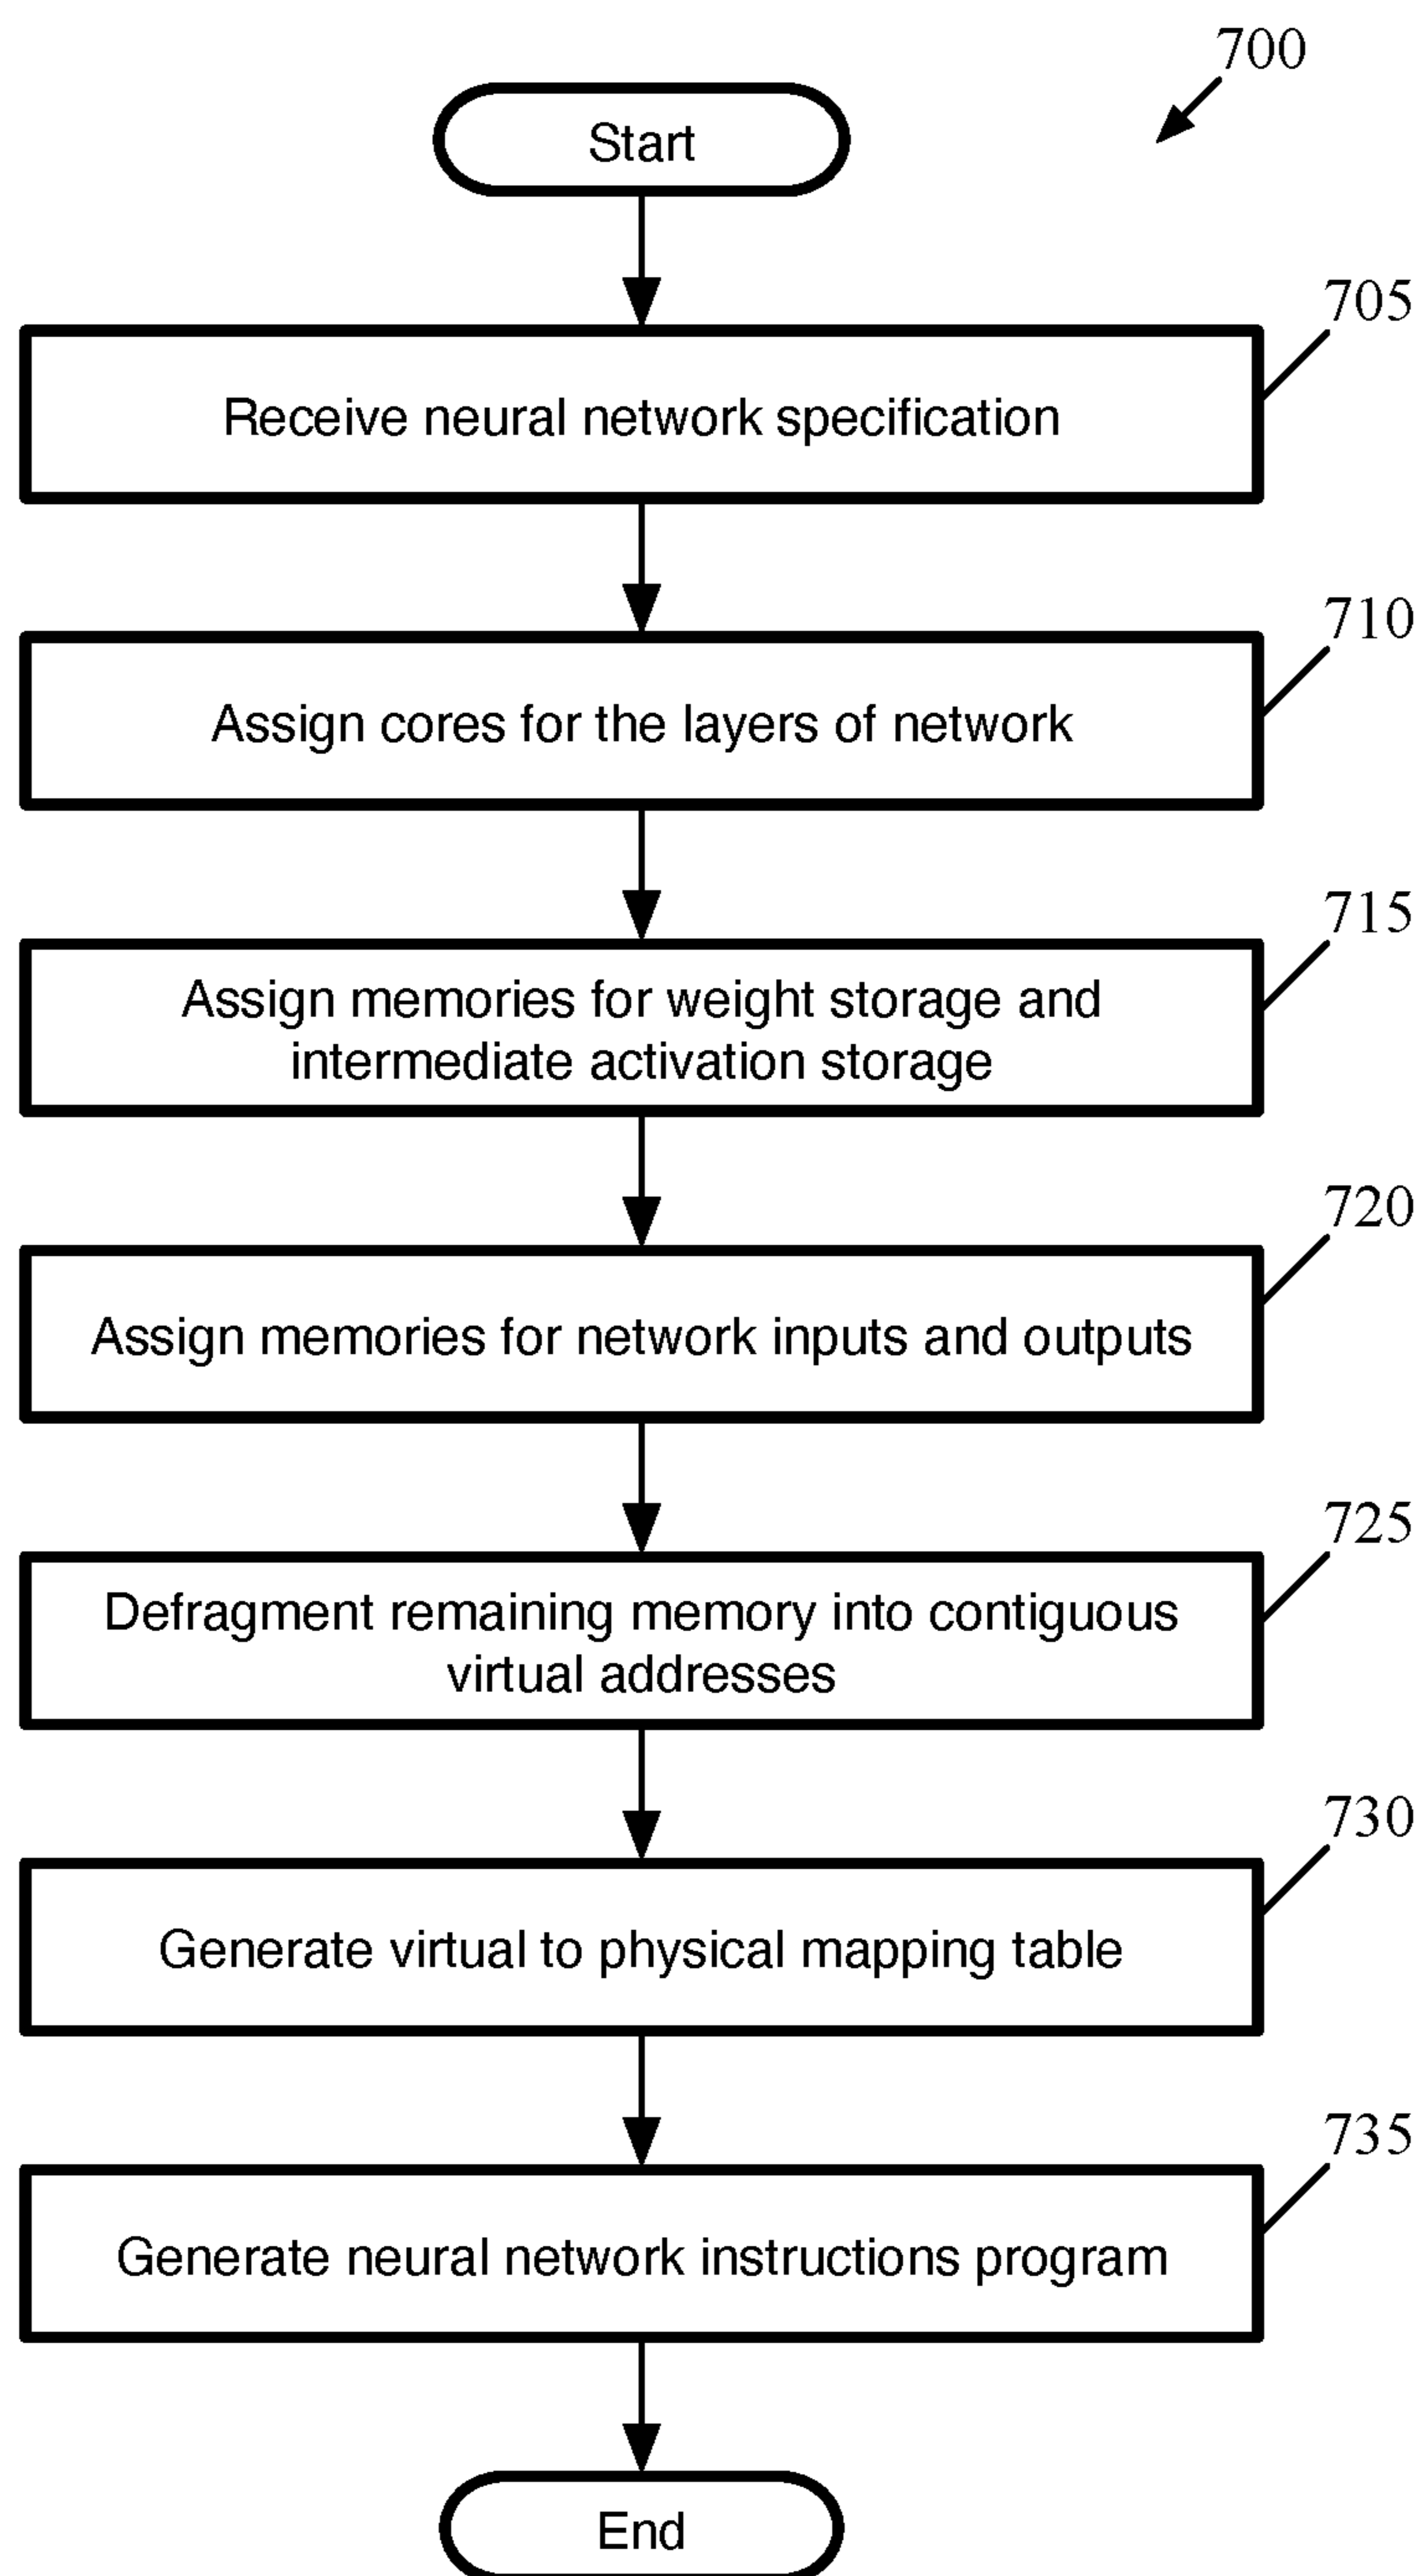 700
Start
705
Receive neural network specification
710
Assign cores for the layers of network
715
Assign memories for weight storage and
intermediate activation storage
720
Assign memories for network inputs and outputs
725
Defragment remaining memory into contiguous
virtual addresses
730
Generate virtual to physical mapping table
735
Generate neural network instructions program
End